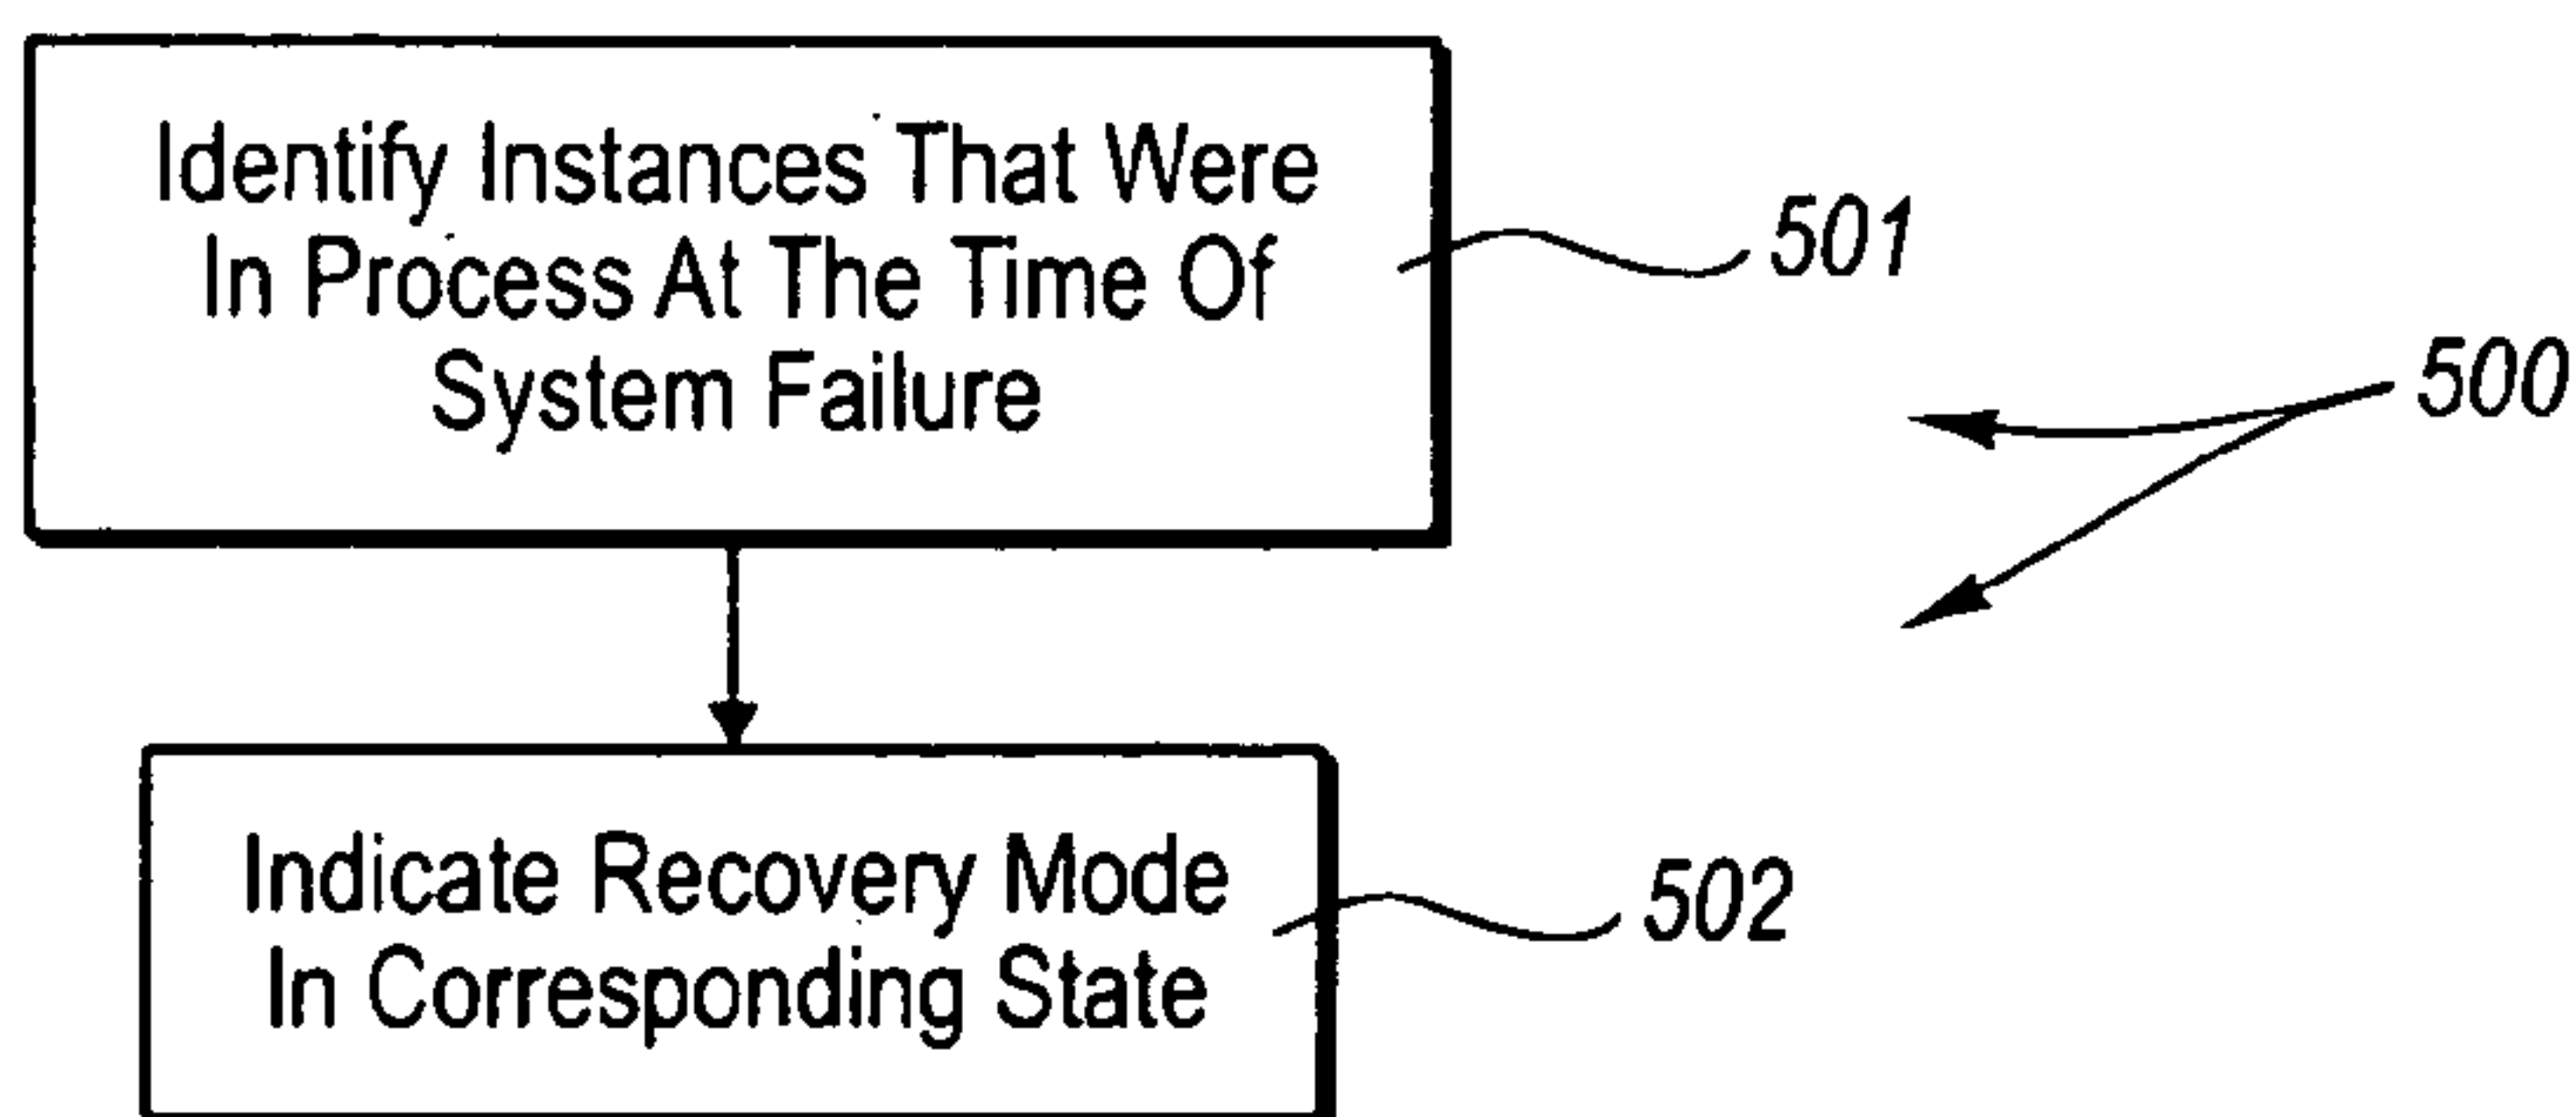 Identify Instances That Were
In Process At The Time Of
System Failure
501
500
Indicate Recovery Mode
In Corresponding State
502